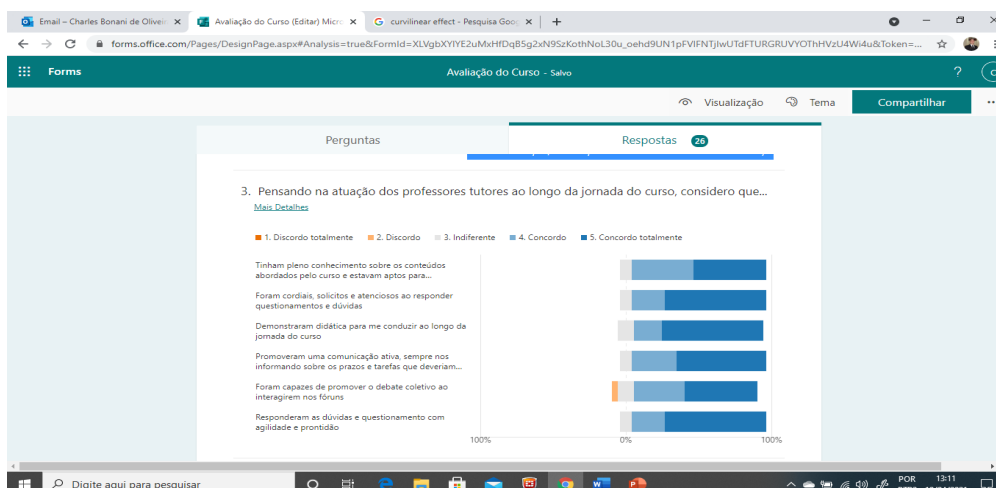 Email – Charles Bonani de Oliveir
Avaliação do Curso (Editar) Micr
curvilinear effect - Pesquisa Goo
forms.office.com/Pages/DesignPage.aspx#Analysis=true&FormId=
Forms
Avaliação do Curso - Salvo
?
Visualização
Tema
Compartilhar
Perguntas
Respostas 26
3. Pensando na atuação dos professores tutores ao longo da jornada do curso, considero que...
Mais Detalhes
1. Discordo totalmente 2. Discordo 3. Indiferente 4. Concordo 5. Concordo totalmente
Tinham pleno conhecimento sobre os conteúdos
abordados pelo curso e estavam aptos para...
Foram cordiais, solicitos e atenciosos ao responder
questionamentos e dúvidas
Demonstraram didática para me conduzir ao longo da
jornada do curso
Promoveram uma comunicação ativa, sempre nos
informando sobre os prazos e tarefas que deveriam...
Foram capazes de promover o debate coletivo ao
interagirem nos fóruns
Responderam as dúvidas e questionamento com
agilidade e prontidão
100% 0% 100%
Digite aqui para pesquisar
POR
13:11